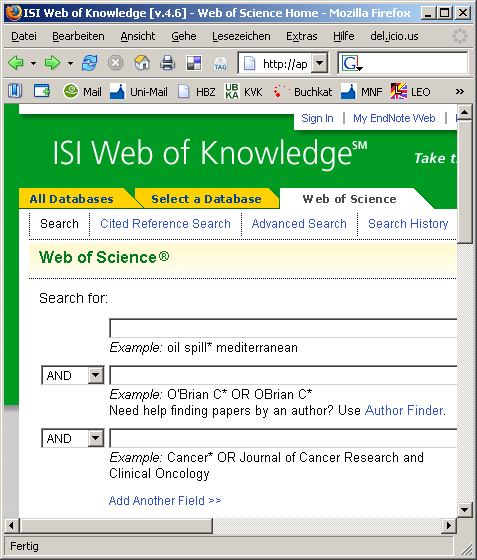 ISI Web of Knowledge [v.4.6] - Web of Science Home - Mozilla Firefox
Datei Bearbeiten Ansicht Gehe Lesezeichen Extras Hilfe del.icio.us
TAG http://ap G
Mail Uni-Mail HBZ UB KA KVK Buchkat MNF LEO »
Sign In | My EndNote Web |
ISI Web of Knowledge℠ Take t
All Databases Select a Database Web of Science
Search Cited Reference Search Advanced Search Search History
Web of Science®
Search for:
Example: oil spill* mediterranean
AND
Example: O'Brian C* OR OBrian C*
Need help finding papers by an author? Use Author Finder.
AND
Example: Cancer* OR Journal of Cancer Research and
Clinical Oncology
Add Another Field >>
Fertig